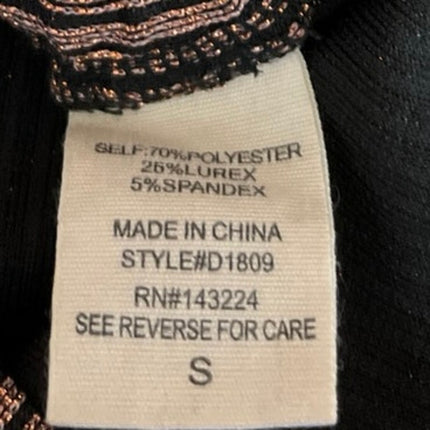 SELF:70%POLYESTER
25%LUREX
5%SPANDEX
MADE IN CHINA
STYLE#D1809
RN#143224
SEE REVERSE FOR CARE
S